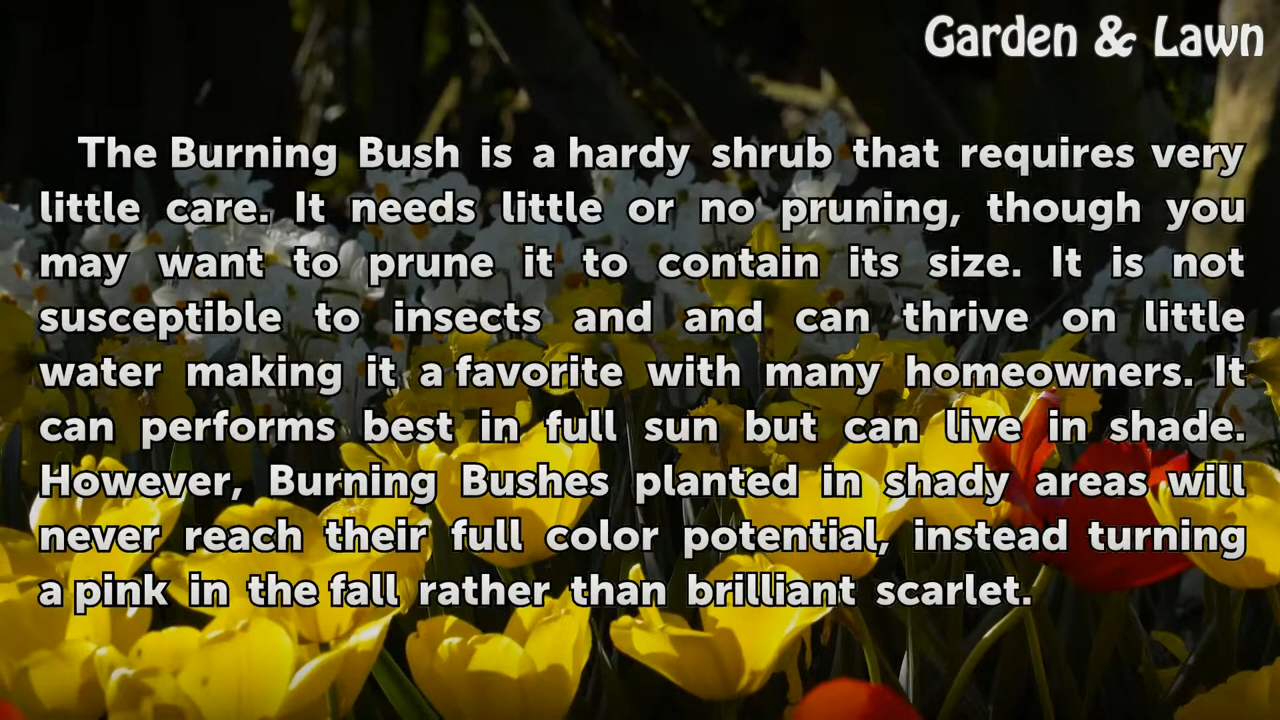 Garden & Lawn
The Burning Bush is a hardy shrub that requires very
little care. It needs little or no pruning, though you
may want to prune it to contain its size. It is not
susceptible to insects and and can thrive on little
water making it a favorite with many homeowners. It
can performs best in full sun but can live in shade.
However, Burning Bushes planted in shady areas will
never reach their full color potential, instead turning
a pink in the fall rather than brilliant scarlet.